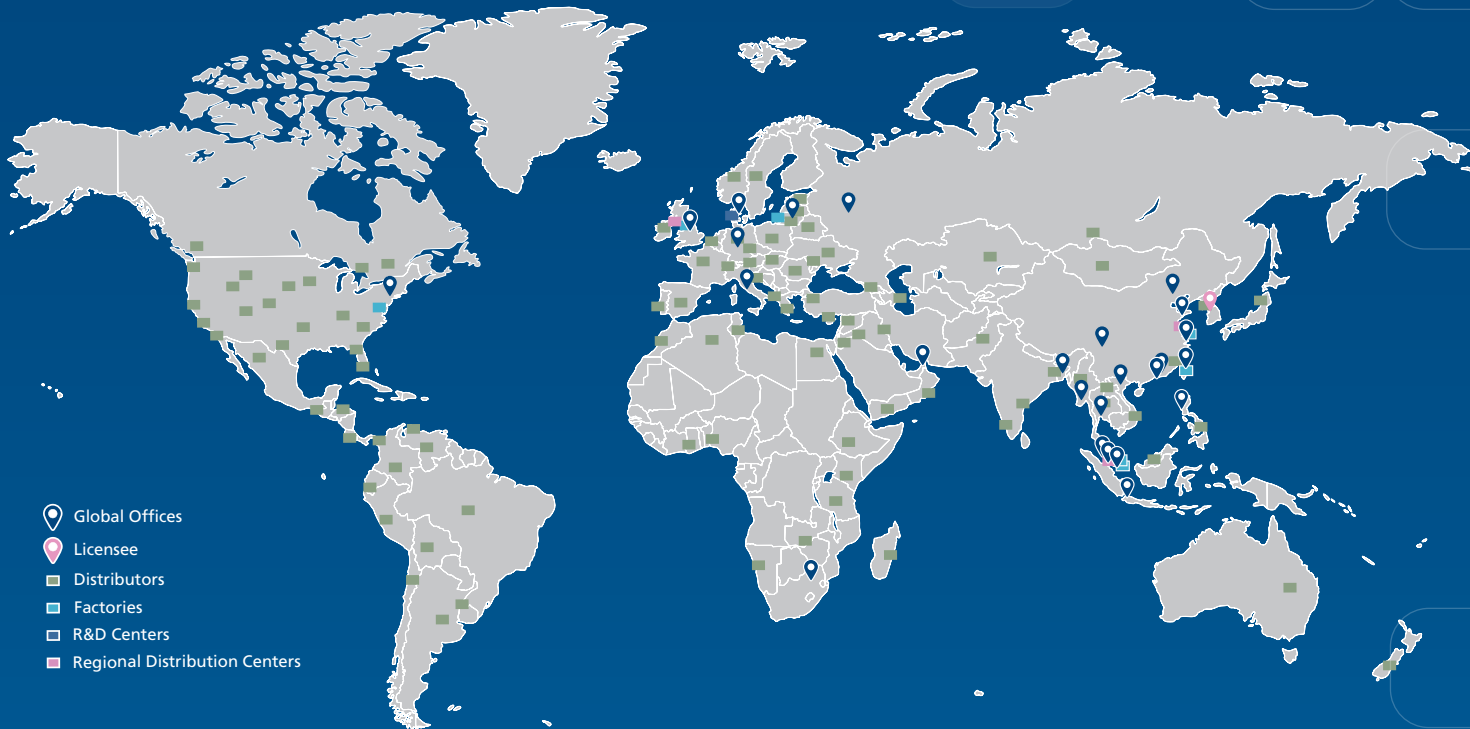 Global Offices
Licensee
Distributors
Factories
R&D Centers
Regional Distribution Centers